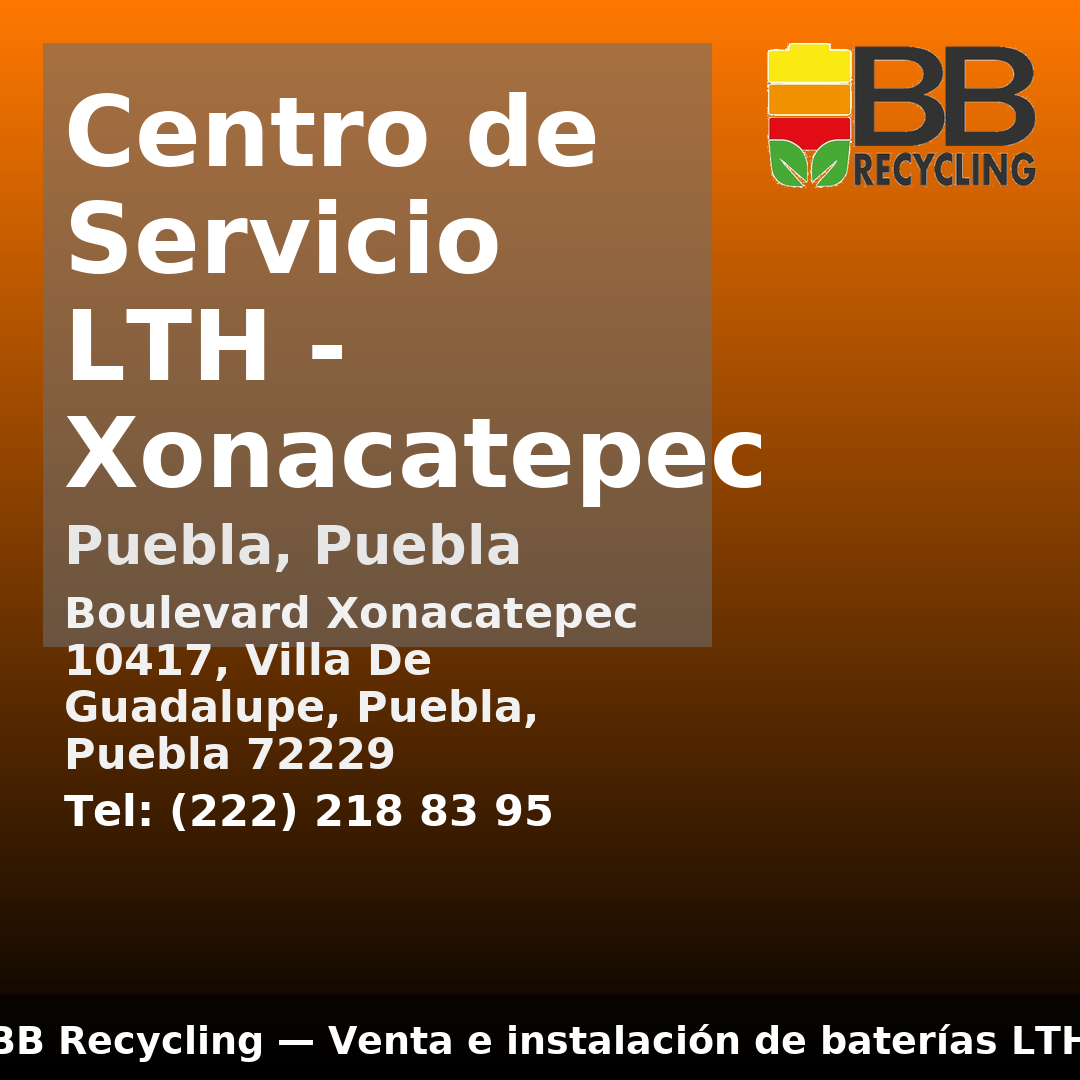 Centro de
Servicio
LTH -
Xonacatepec
Puebla, Puebla
Boulevard Xonacatepec
10417, Villa De
Guadalupe, Puebla,
Puebla 72229
Tel: (222) 218 83 95
BB
RECYCLING
BB Recycling — Venta e instalación de baterías LTH